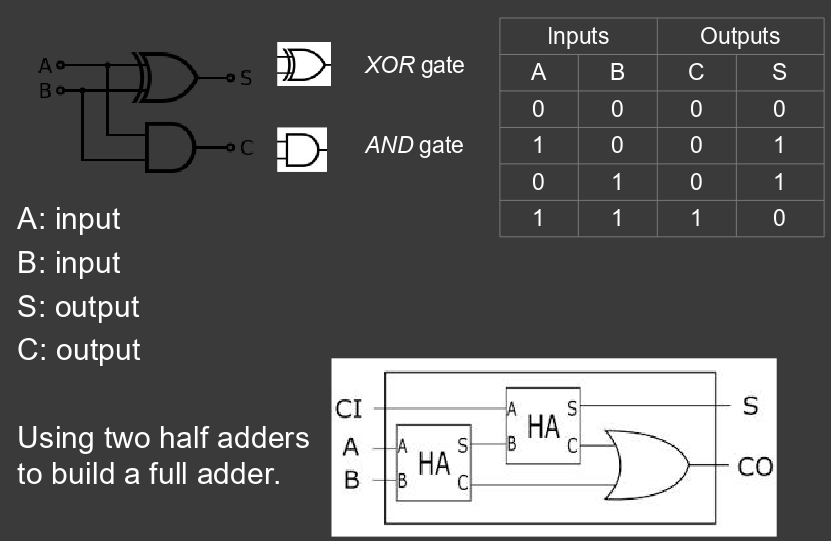 A
B
S
C
XOR gate
AND gate
Inputs Outputs
A B C S
0 0 0 0
1 0 0 1
0 1 0 1
1 1 1 0
A: input
B: input
S: output
C: output
Using two half adders
to build a full adder.
CI
A
B
A S
B HA C
A S
B HA C
S
CO